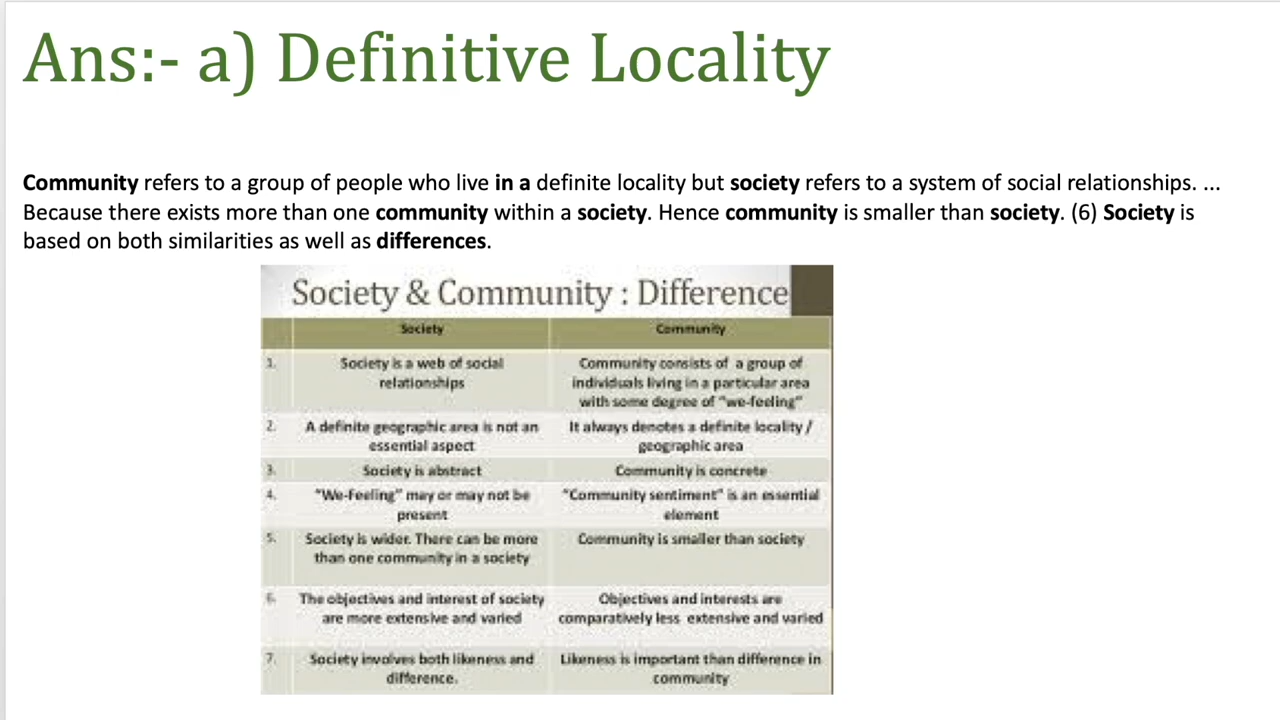 Ans:- a) Definitive Locality
Community refers to a group of people who live in a definite locality but society refers to a system of social relationships. ...
Because there exists more than one community within a society. Hence community is smaller than society. (6) Society is
based on both similarities as well as differences.
Society & Community : Difference
Society Community
1. Society is a web of social Community consists of a group of
relationships individuals living in a particular area
with some degree of "we-feeling"
2. A definite geographic area is not an It always denotes a definite locality /
essential aspect geographic area
3. Society is abstract Community is concrete
4. "We-Feeling" may or may not be "Community sentiment" is an essential
present element
5. Society is wider. There can be more Community is smaller than society
than one community in a society
6. The objectives and interest of society Objectives and interests are
are more extensive and varied comparatively less extensive and varied
7. Society involves both likeness and Likeness is important than difference in
difference. community